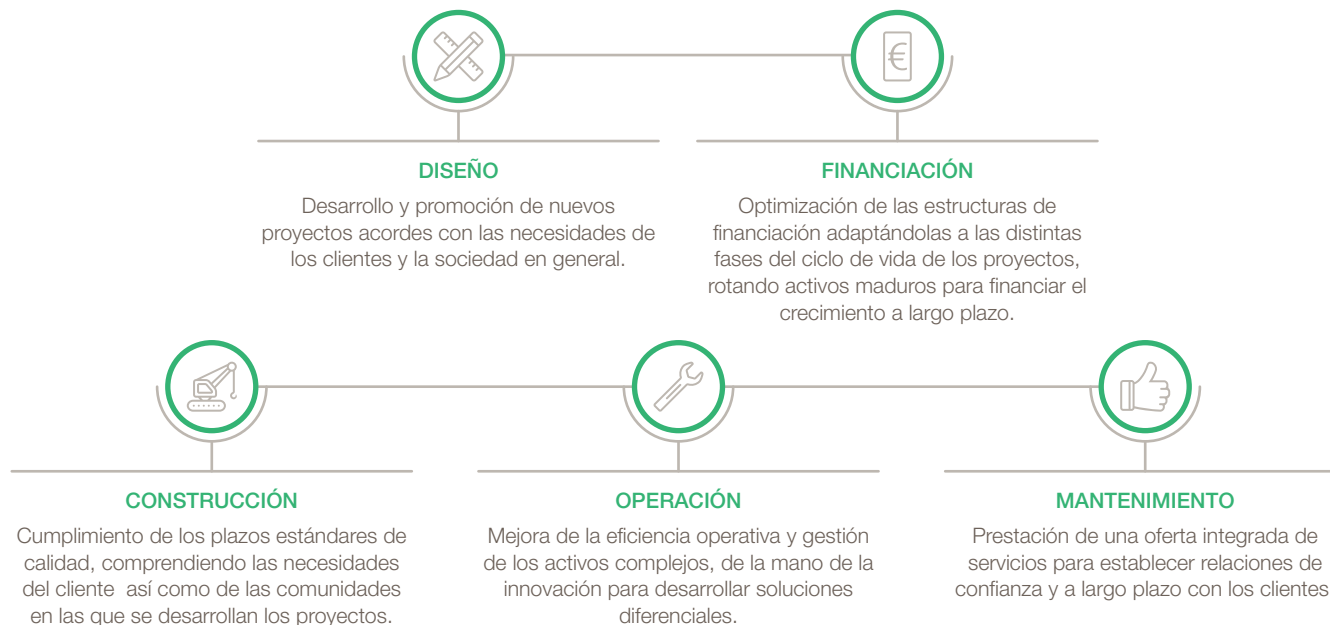 €
DISEÑO
Desarrollo y promoción de nuevos
proyectos acordes con las necesidades de
los clientes y la sociedad en general.
FINANCIACIÓN
Optimización de las estructuras de
financiación adaptándolas a las distintas
fases del ciclo de vida de los proyectos,
rotando activos maduros para financiar el
crecimiento a largo plazo.
CONSTRUCCIÓN
Cumplimiento de los plazos estándares de
calidad, comprendiendo las necesidades
del cliente  así como de las comunidades
en las que se desarrollan los proyectos.
OPERACIÓN
Mejora de la eficiencia operativa y gestión
de los activos complejos, de la mano de la
innovación para desarrollar soluciones
diferenciales.
MANTENIMIENTO
Prestación de una oferta integrada de
servicios para establecer relaciones de
confianza y a largo plazo con los clientes